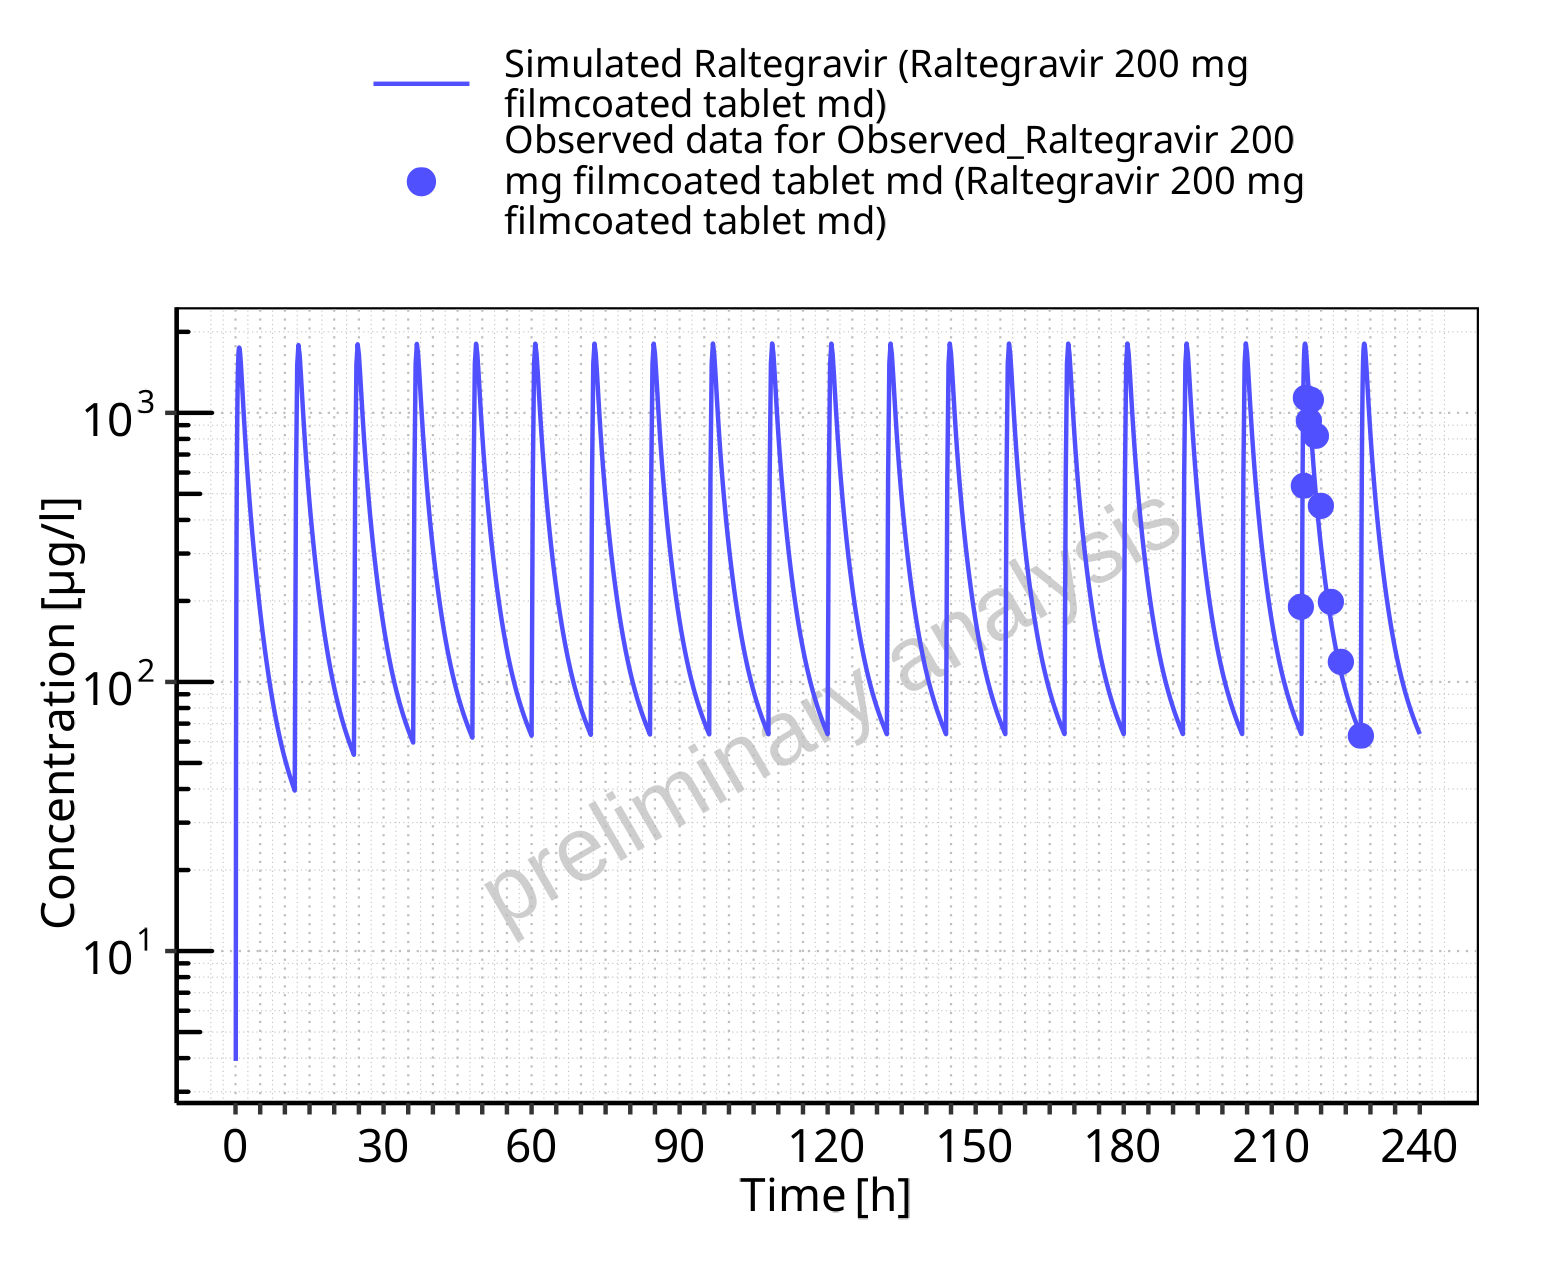 Simulated Raltegravir (Raltegravir 200 mg
filmcoated tablet md)
Observed data for Observed_Raltegravir 200
mg filmcoated tablet md (Raltegravir 200 mg
filmcoated tablet md)
10³
10²
10¹
Concentration [µg/l]
preliminary analysis
0 30 60 90 120 150 180 210 240
Time [h]